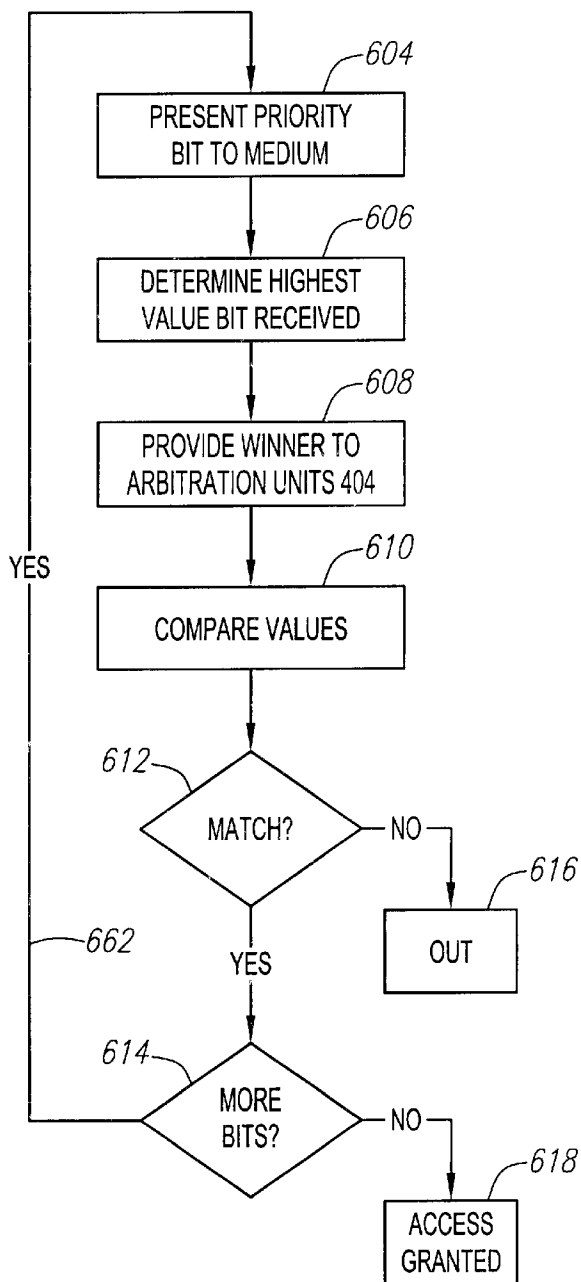 604
PRESENT PRIORITY
BIT TO MEDIUM
606
DETERMINE HIGHEST
VALUE BIT RECEIVED
608
PROVIDE WINNER TO
ARBITRATION UNITS 404
YES
610
COMPARE VALUES
612
MATCH?
NO
616
OUT
662
YES
614
MORE
BITS?
NO
618
ACCESS
GRANTED